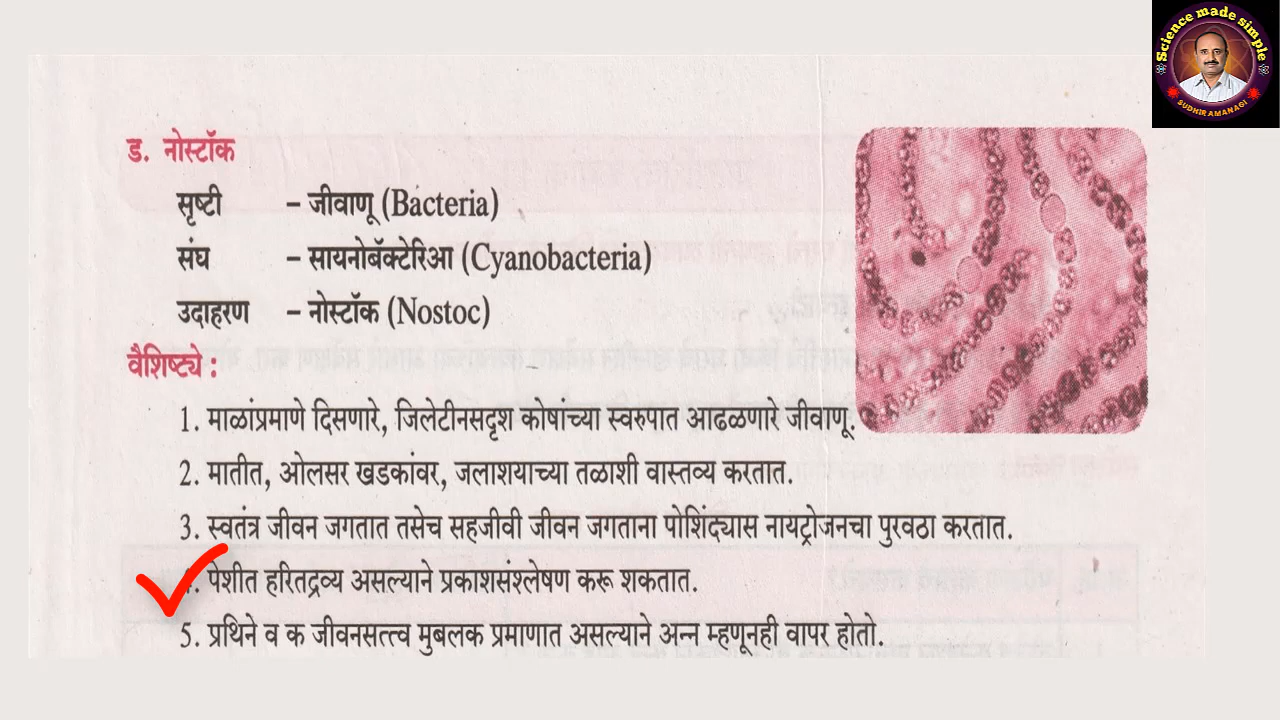 Science made simple
SUDHIR AMANAGI
ड. नोस्टॉक
सृष्टी – जीवाणू (Bacteria)
संघ – सायनोबॅक्टेरिआ (Cyanobacteria)
उदाहरण – नोस्टॉक (Nostoc)
वैशिष्ट्ये :
1. माळांप्रमाणे दिसणारे, जिलेटीनसदृश कोषांच्या स्वरुपात आढळणारे जीवाणू.
2. मातीत, ओलसर खडकांवर, जलाशयाच्या तळाशी वास्तव्य करतात.
3. स्वतंत्र जीवन जगतात तसेच सहजीवी जीवन जगताना पोशिंद्यास नायट्रोजनचा पुरवठा करतात.
4. पेशीत हरितद्रव्य असल्याने प्रकाशसंश्लेषण करू शकतात.
5. प्रथिने व क जीवनसत्त्व मुबलक प्रमाणात असल्याने अन्न म्हणूनही वापर होतो.